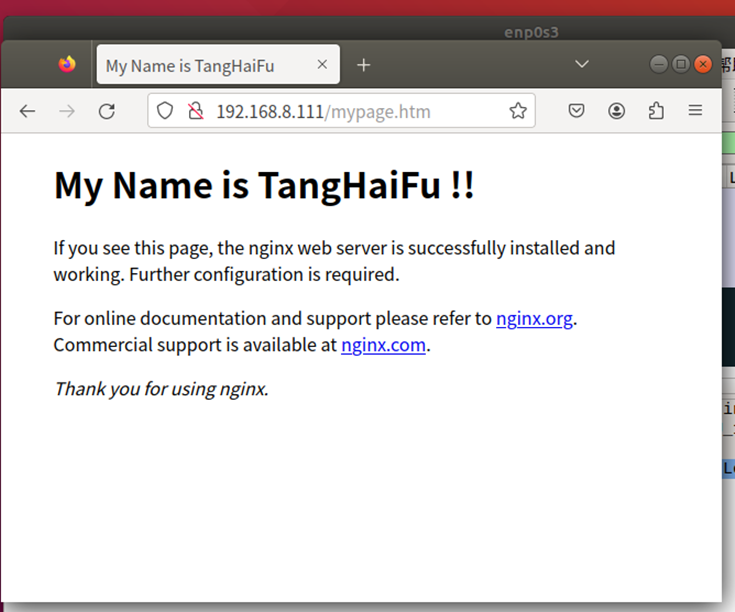 enp0s3
My Name is TangHaiFu
192.168.8.111/mypage.htm
My Name is TangHaiFu !!
If you see this page, the nginx web server is successfully installed and
working. Further configuration is required.
For online documentation and support please refer to nginx.org.
Commercial support is available at nginx.com.
Thank you for using nginx.